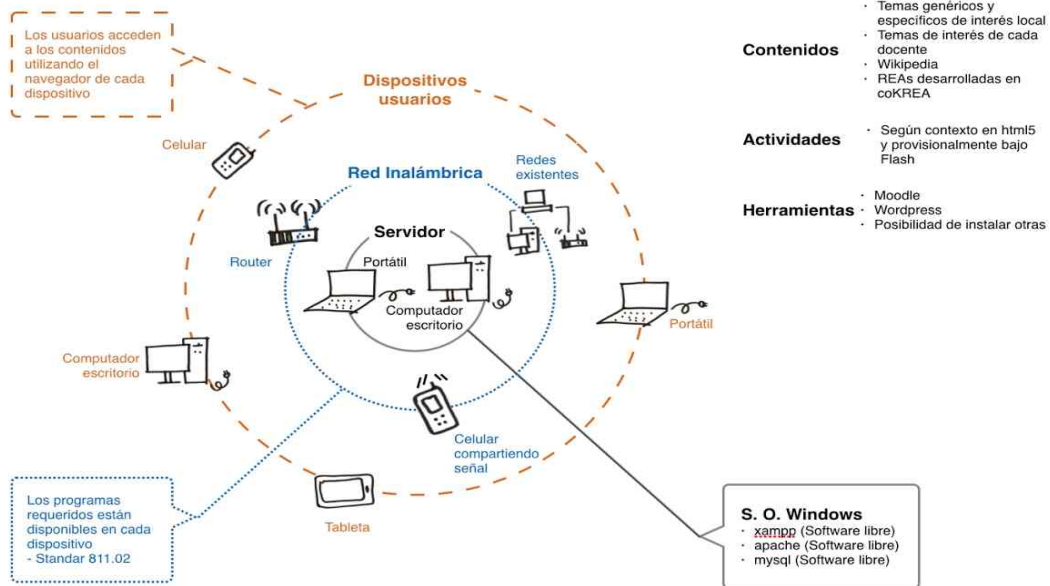 Los usuarios acceden
a los contenidos
utilizando el
navegador de cada
dispositivo
Dispositivos
usuarios
Celular
Red Inalámbrica
Redes
existentes
Servidor
Router
Portátil
Computador
escritorio
Portátil
Computador
escritorio
Celular
compartiendo
señal
Tableta
Los programas
requeridos están
disponibles en cada
dispositivo
- Standar 811.02
Contenidos
· Temas genéricos y
específicos de interés local
· Temas de interés de cada
docente
· Wikipedia
· REAs desarrolladas en
coKREA
Actividades
· Según contexto en html5
y provisionalmente bajo
Flash
Herramientas
· Moodle
· Wordpress
· Posibilidad de instalar otras
S. O. Windows
· xampp (Software libre)
· apache (Software libre)
· mysql (Software libre)